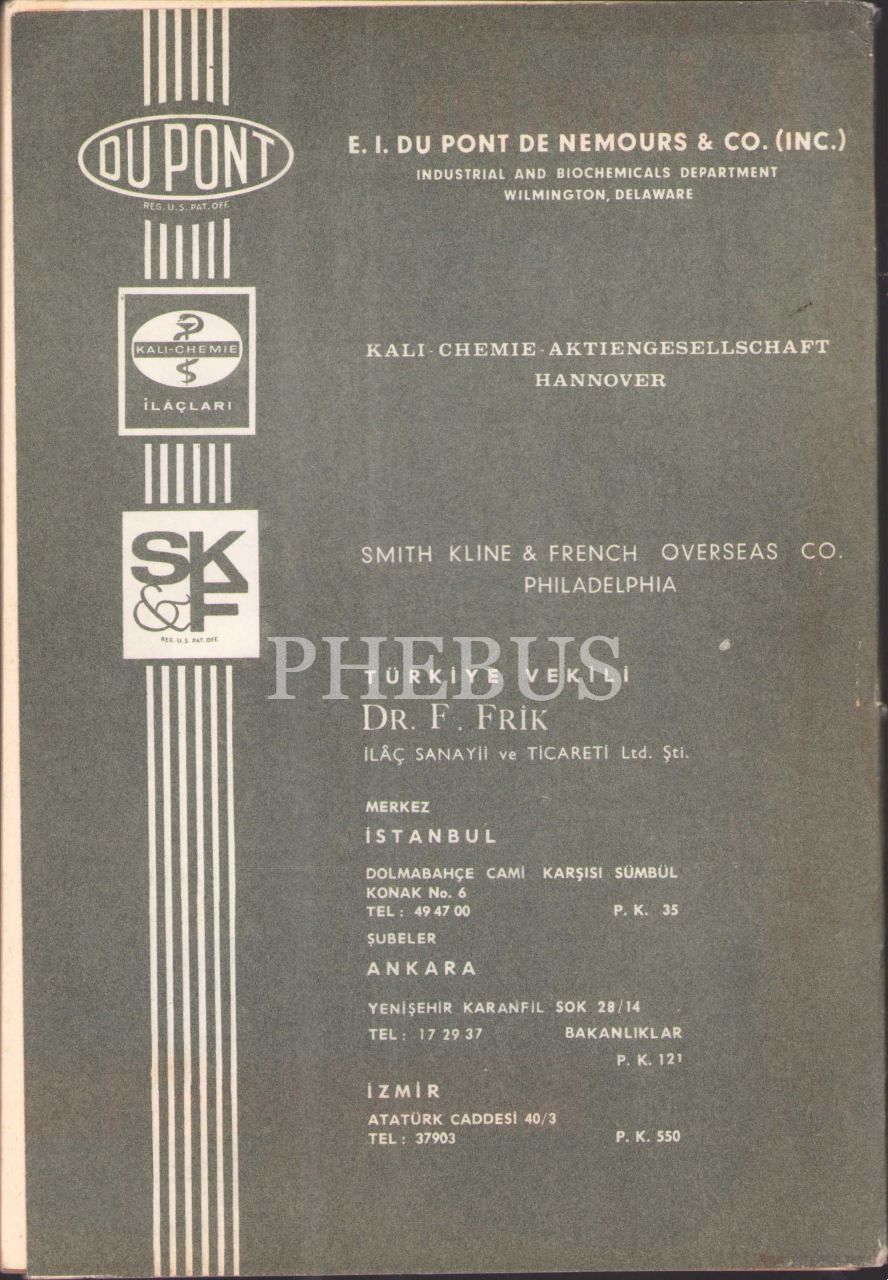 DU PONT
REG. U.S. PAT. OFF.
E. I. DU PONT DE NEMOURS & CO. (INC.)
INDUSTRIAL AND BIOCHEMICALS DEPARTMENT
WILMINGTON, DELAWARE
KALI-CHEMIE
İLÂÇLARI
KALI-CHEMIE-AKTIENGESELLSCHAFT
HANNOVER
SK
&F
REG. U.S. PAT. OFF.
SMITH KLINE & FRENCH OVERSEAS CO.
PHILADELPHIA
PHEBUS
TÜRKİYE VEKİLİ
DR. F. FRİK
İLÂÇ SANAYİİ ve TİCARETİ Ltd. Şti.
MERKEZ
İSTANBUL
DOLMABAHÇE CAMİ KARŞISI SÜMBÜL
KONAK No. 6
TEL : 49 47 00 P. K. 35
ŞUBELER
ANKARA
YENİŞEHİR KARANFİL SOK 28/14
TEL : 17 29 37 BAKANLIKLAR
P. K. 121
İZMİR
ATATÜRK CADDESİ 40/3
TEL : 37903 P. K. 550